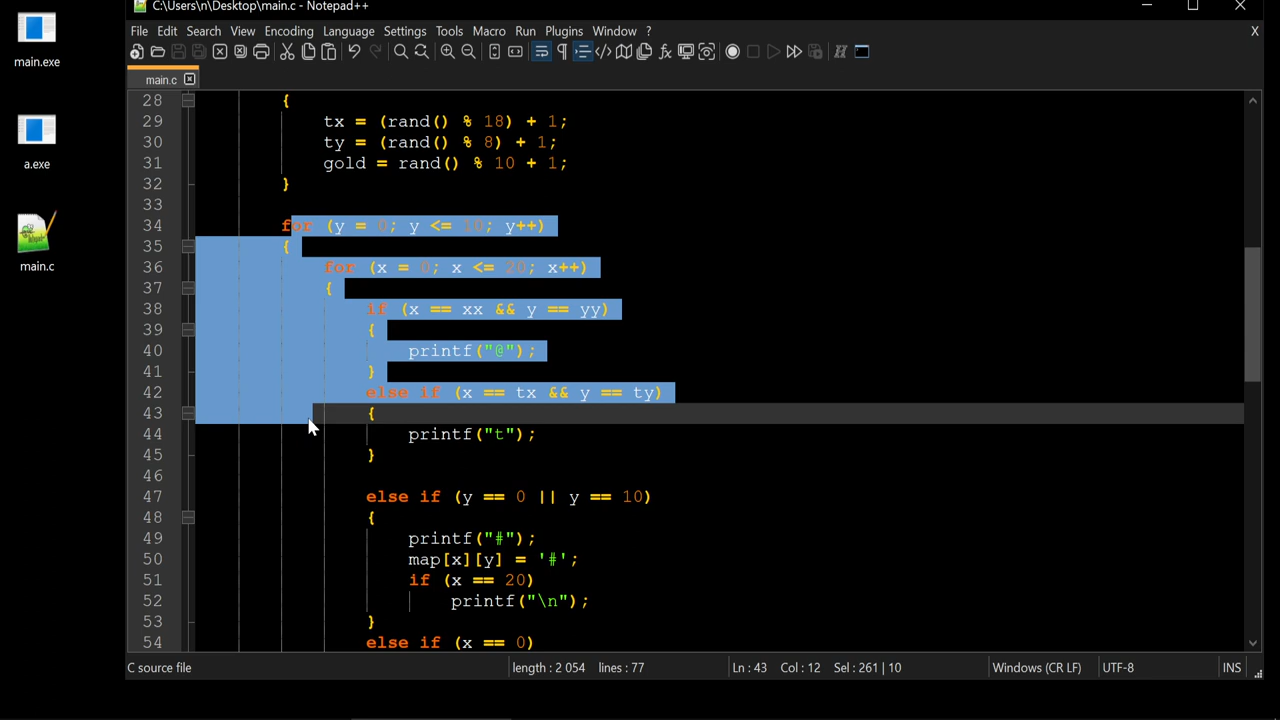 C:\Users\n\Desktop\main.c - Notepad++
main.exe
File Edit Search View Encoding Language Settings Tools Macro Run Plugins Window ? X
main.c
a.exe
main.c
28 {
29 tx = (rand() % 18) + 1;
30 ty = (rand() % 8) + 1;
31 gold = rand() % 10 + 1;
32 }
33
34 for (y = 0; y <= 10; y++)
35 {
36 for (x = 0; x <= 20; x++)
37 {
38 if (x == xx && y == yy)
39 {
40 printf("@");
41 }
42 else if (x == tx && y == ty)
43 {
44 printf("t");
45 }
46
47 else if (y == 0 || y == 10)
48 {
49 printf("#");
50 map[x][y] = '#';
51 if (x == 20)
52 printf("\n");
53 }
54 else if (x == 0)
C source file length : 2 054 lines : 77 Ln : 43 Col : 12 Sel : 261 | 10 Windows (CR LF) UTF-8 INS